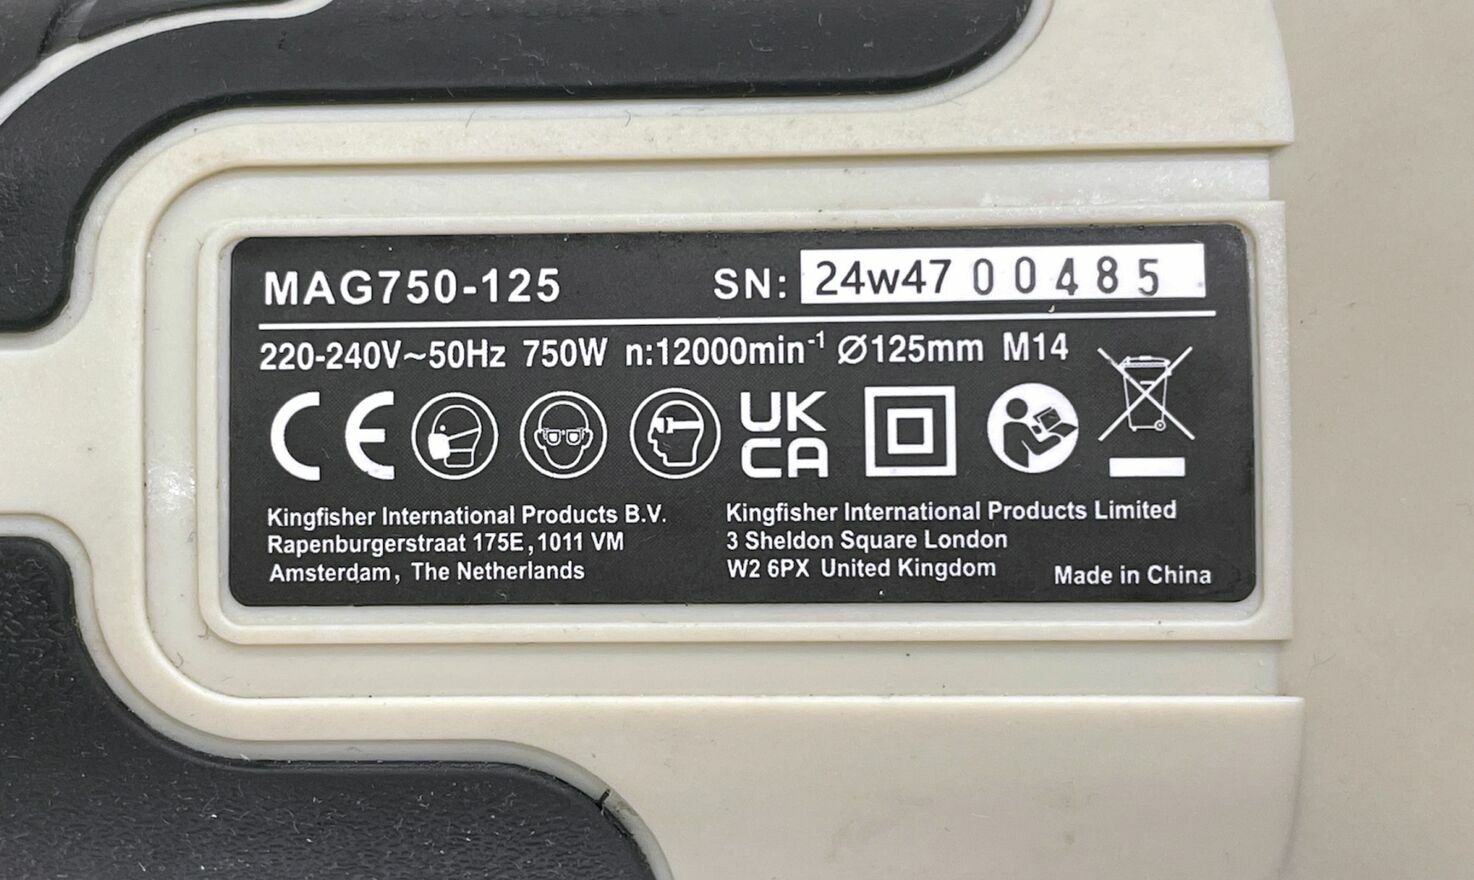 MAG750-125 SN: 24w47 00485
220-240V~50Hz 750W n:12000min⁻¹ Ø125mm M14
CE UK CA
Kingfisher International Products B.V.
Rapenburgerstraat 175E, 1011 VM
Amsterdam, The Netherlands
Kingfisher International Products Limited
3 Sheldon Square London
W2 6PX United Kingdom
Made in China